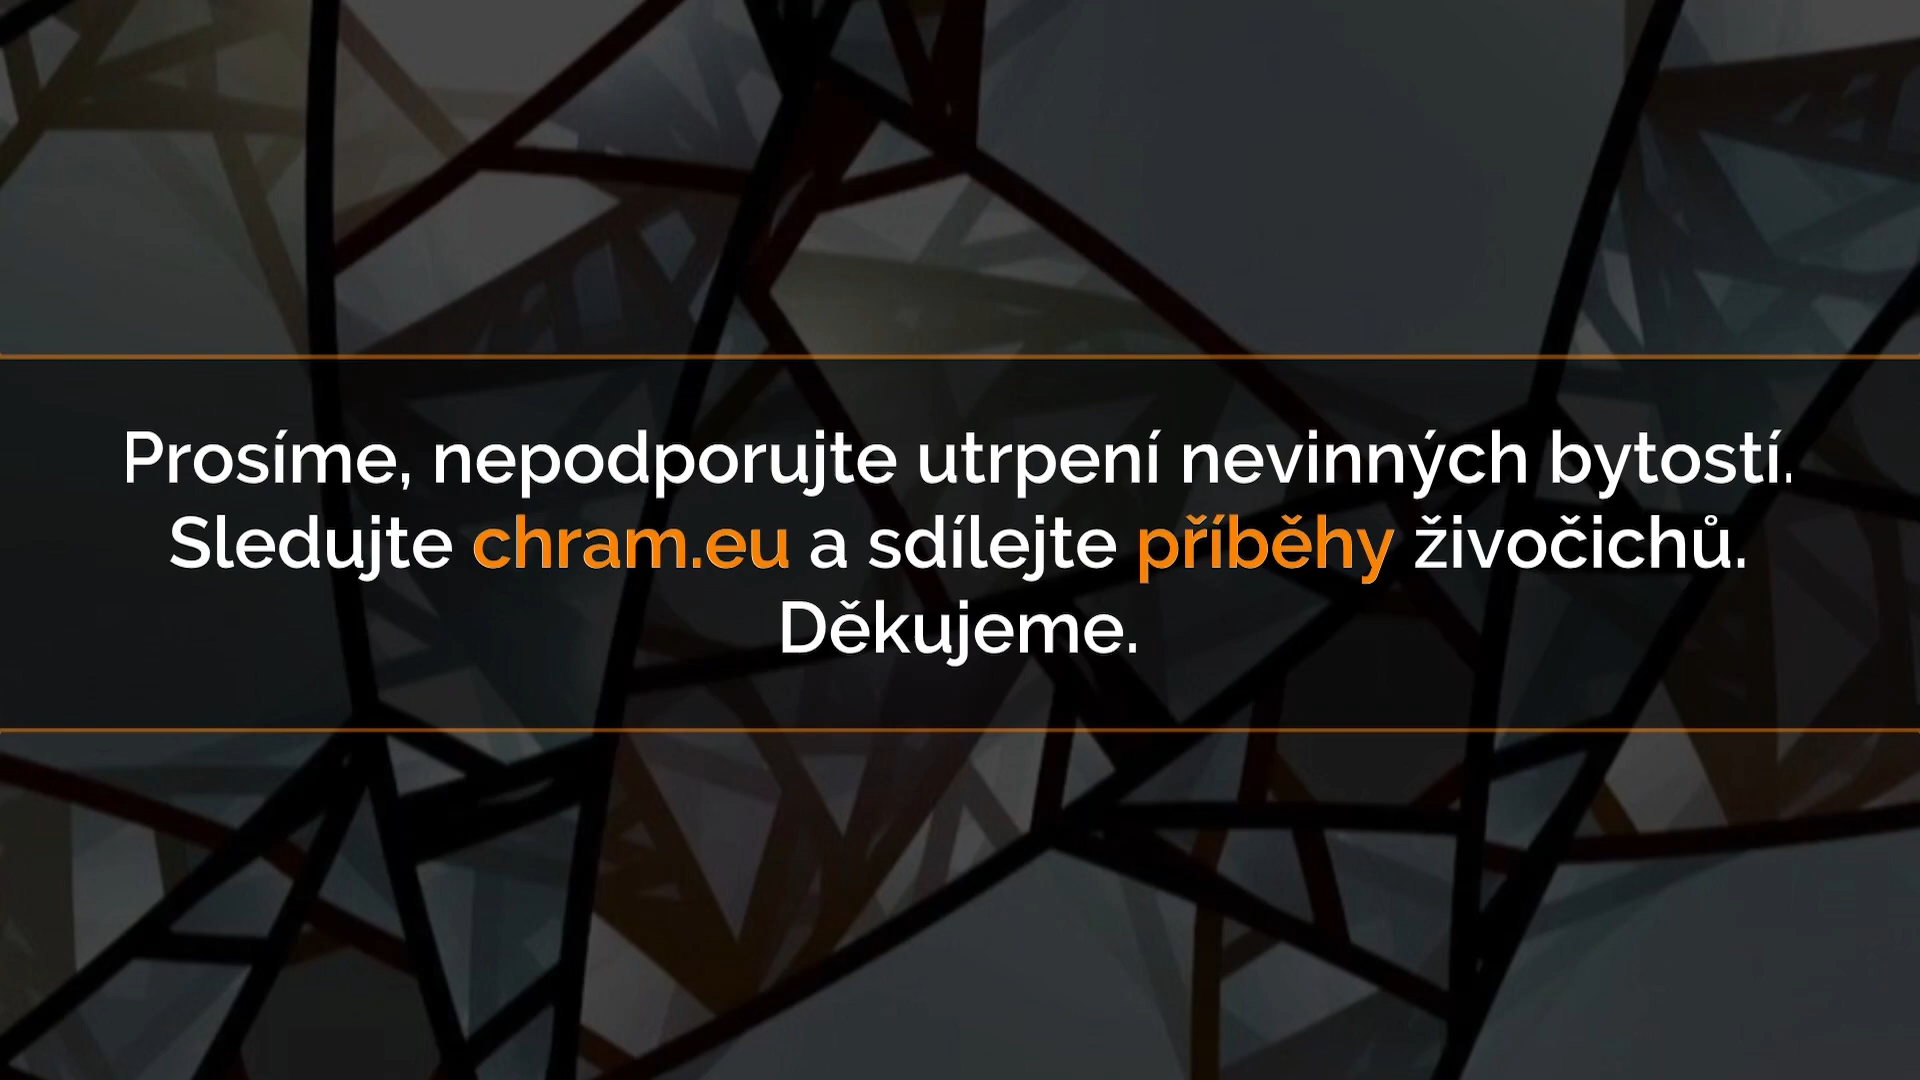 Prosíme, nepodporujte utrpení nevinných bytostí.
Sledujte chram.eu a sdílejte příběhy živočichů.
Děkujeme.